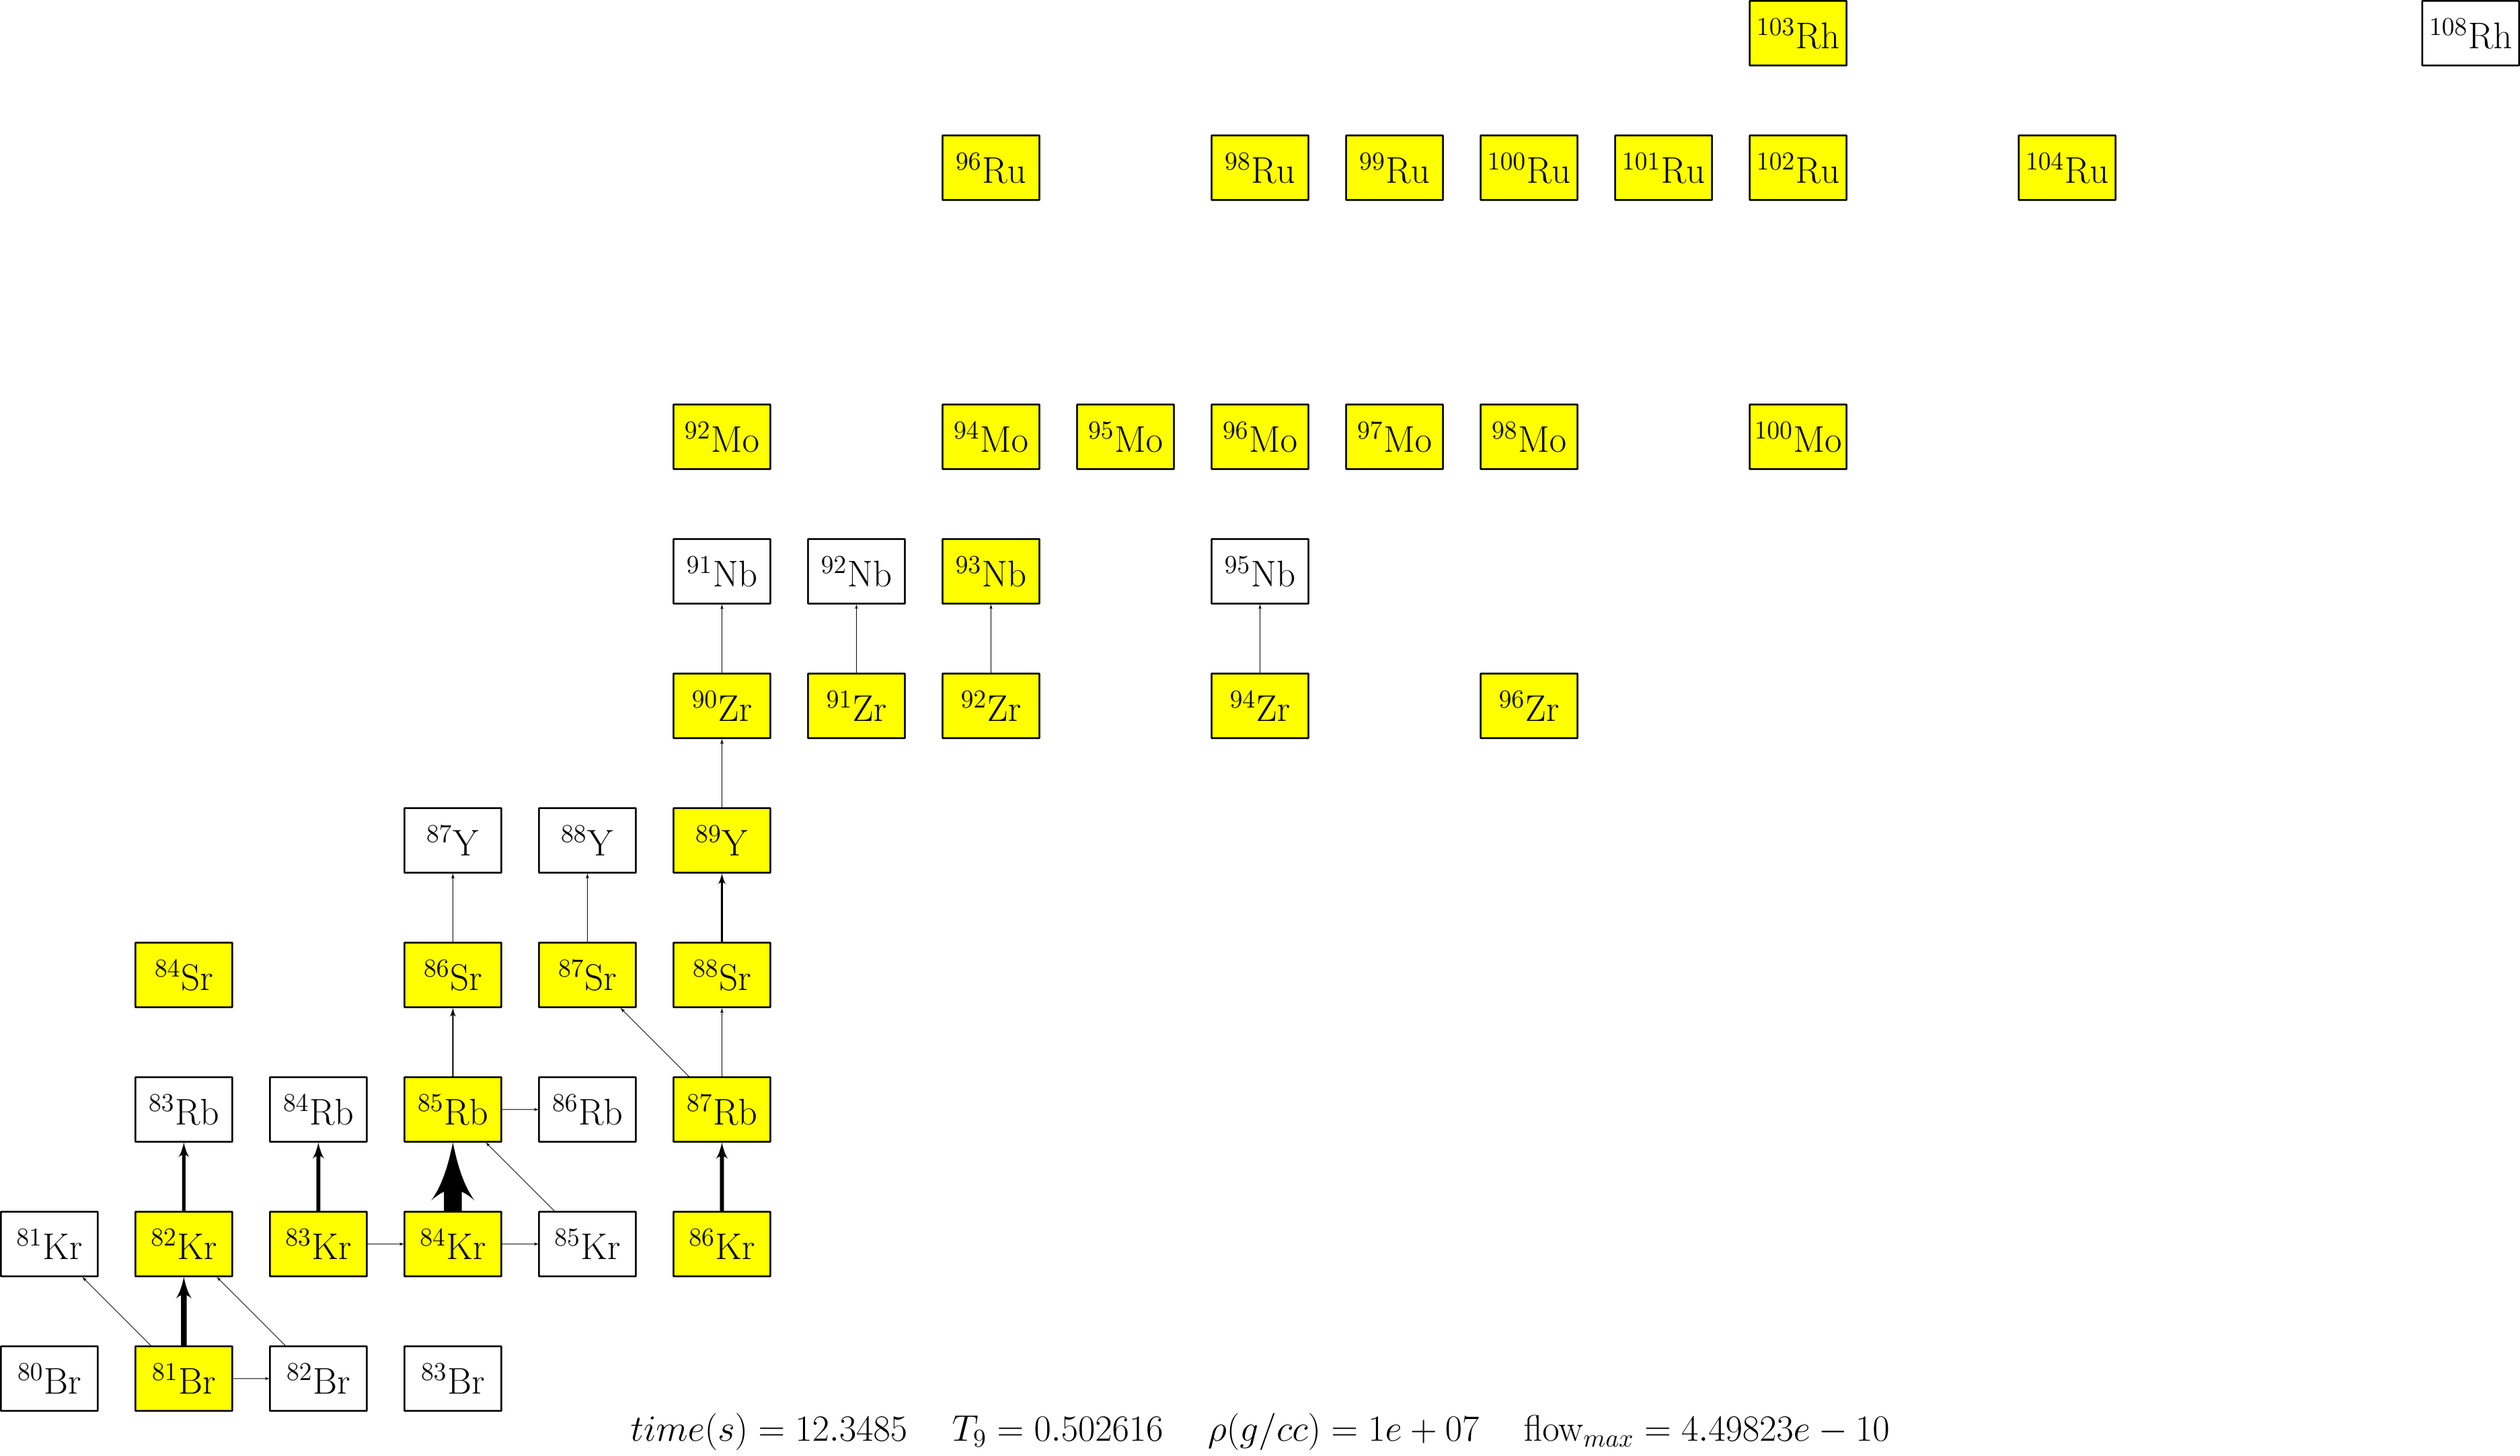 ¹⁰³Rh ¹⁰⁸Rh
⁹⁶Ru ⁹⁸Ru ⁹⁹Ru ¹⁰⁰Ru ¹⁰¹Ru ¹⁰²Ru ¹⁰⁴Ru
⁹²Mo ⁹⁴Mo ⁹⁵Mo ⁹⁶Mo ⁹⁷Mo ⁹⁸Mo ¹⁰⁰Mo
⁹¹Nb ⁹²Nb ⁹³Nb ⁹⁵Nb
⁹⁰Zr ⁹¹Zr ⁹²Zr ⁹⁴Zr ⁹⁶Zr
⁸⁷Y ⁸⁸Y ⁸⁹Y
⁸⁴Sr ⁸⁶Sr ⁸⁷Sr ⁸⁸Sr
⁸³Rb ⁸⁴Rb ⁸⁵Rb ⁸⁶Rb ⁸⁷Rb
⁸¹Kr ⁸²Kr ⁸³Kr ⁸⁴Kr ⁸⁵Kr ⁸⁶Kr
⁸⁰Br ⁸¹Br ⁸²Br ⁸³Br
time(s) = 12.3485 T₉ = 0.502616 ρ(g/cc) = 1e + 07 flowₘₐₓ = 4.49823e − 10